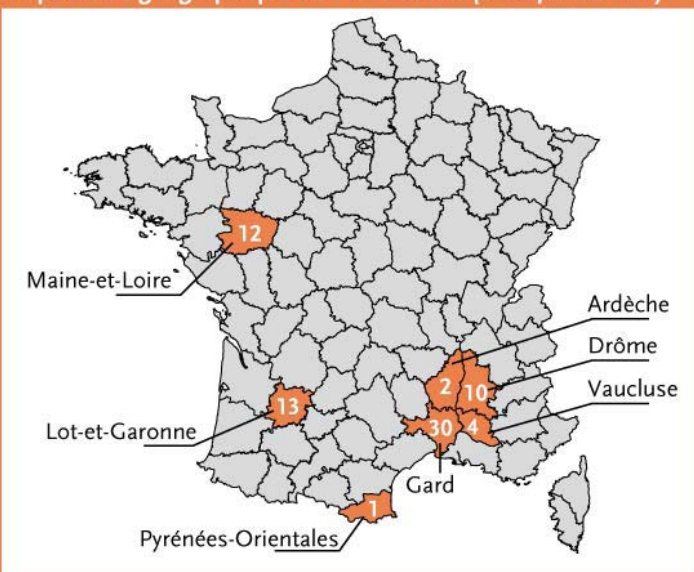 12
Maine-et-Loire
Ardèche
Drôme
2
10
Vaucluse
13
30
4
Lot-et-Garonne
Gard
1
Pyrénées-Orientales